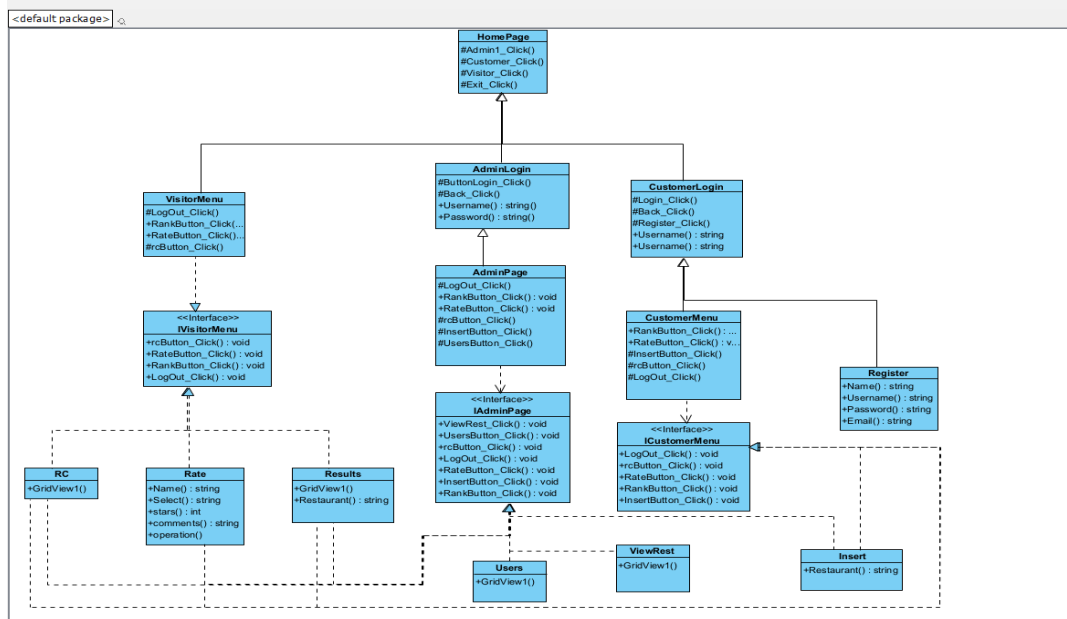 <default package>
HomePage
#Admin1_Click()
#Customer_Click()
#Visitor_Click()
#Exit_Click()
AdminLogin
#ButtonLogin_Click()
#Back_Click()
+Username() : string()
+Password() : string()
CustomerLogin
#Login_Click()
#Back_Click()
#Register_Click()
+Username() : string
+Username() : string
VisitorMenu
#LogOut_Click()
+RankButton_Click(...
+RateButton_Click()...
#rcButton_Click()
AdminPage
#LogOut_Click()
+RankButton_Click() : void
+RateButton_Click() : void
#rcButton_Click()
#InsertButton_Click()
#UsersButton_Click()
<<Interface>>
IVisitorMenu
+rcButton_Click() : void
+RateButton_Click() : void
+RankButton_Click() : void
+LogOut_Click() : void
CustomerMenu
+RankButton_Click() : ...
+RateButton_Click() : v...
#InsertButton_Click()
#rcButton_Click()
#LogOut_Click()
Register
+Name() : string
+Username() : string
+Password() : string
+Email() : string
<<Interface>>
IAdminPage
+ViewRest_Click() : void
+UsersButton_Click() : void
+rcButton_Click() : void
+LogOut_Click() : void
+RateButton_Click() : void
+InsertButton_Click() : void
+RankButton_Click() : void
<<Interface>>
ICustomerMenu
+LogOut_Click() : void
+rcButton_Click() : void
+RateButton_Click() : void
+RankButton_Click() : void
+InsertButton_Click() : void
RC
+GridView1()
Rate
+Name() : string
+Select() : string
+stars() : int
+comments() : string
+operation()
Results
+GridView1()
+Restaurant() : string
Users
+GridView1()
ViewRest
+GridView1()
Insert
+Restaurant() : string